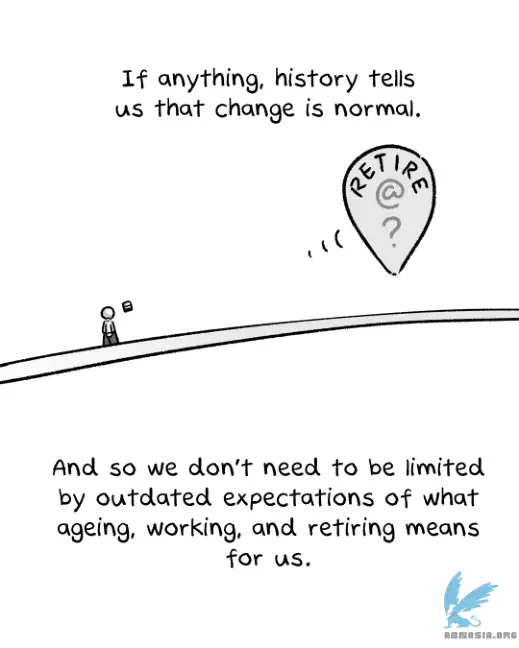 If anything, history tells
us that change is normal.
RETIRE
@
?
And so we don't need to be limited
by outdated expectations of what
ageing, working, and retiring means
for us.
ABMASIA.ORG